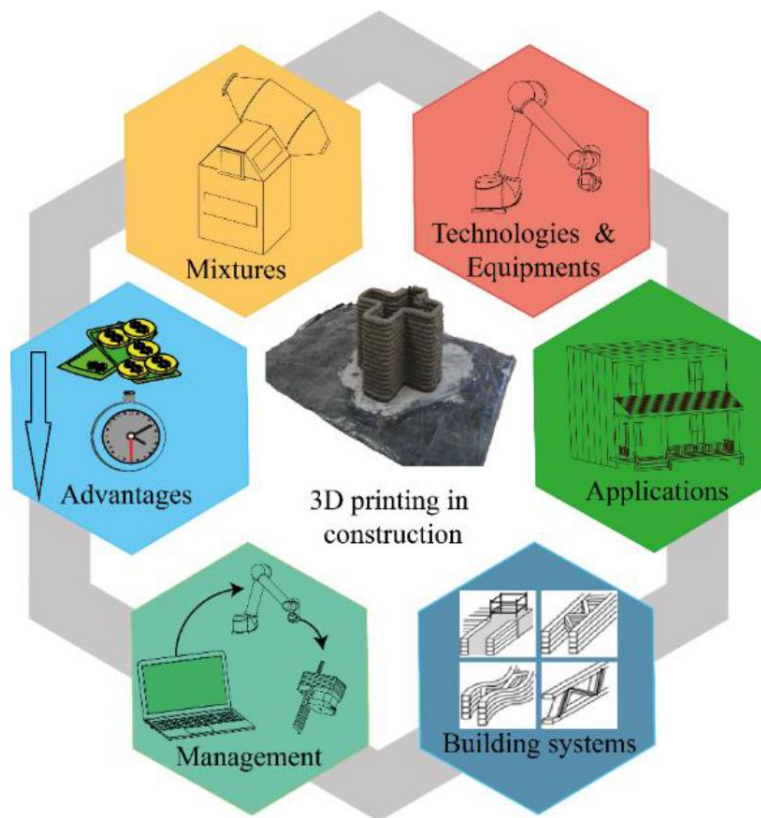 Mixtures
Technologies &
Equipments
Advantages
3D printing in
construction
Applications
Management
Building systems